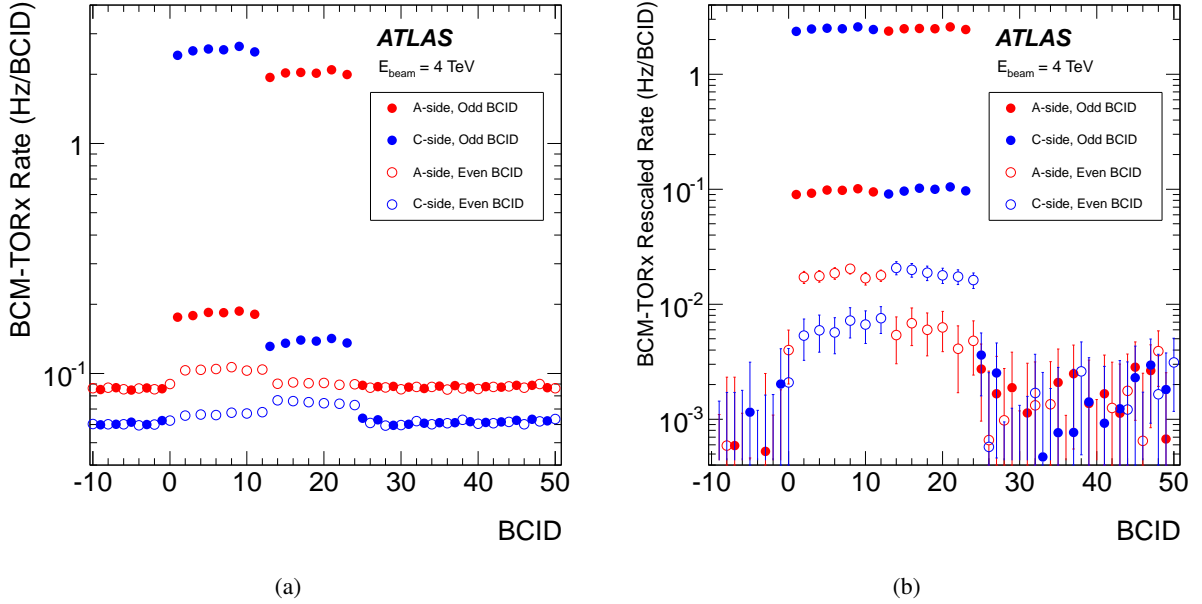 BCM-TORx Rate (Hz/BCID)
ATLAS
E_beam = 4 TeV
A-side, Odd BCID
C-side, Odd BCID
A-side, Even BCID
C-side, Even BCID
1
10⁻¹
-10 0 10 20 30 40 50
BCID
(a)
BCM-TORx Rescaled Rate (Hz/BCID)
ATLAS
E_beam = 4 TeV
A-side, Odd BCID
C-side, Odd BCID
A-side, Even BCID
C-side, Even BCID
1
10⁻¹
10⁻²
10⁻³
-10 0 10 20 30 40 50
BCID
(b)